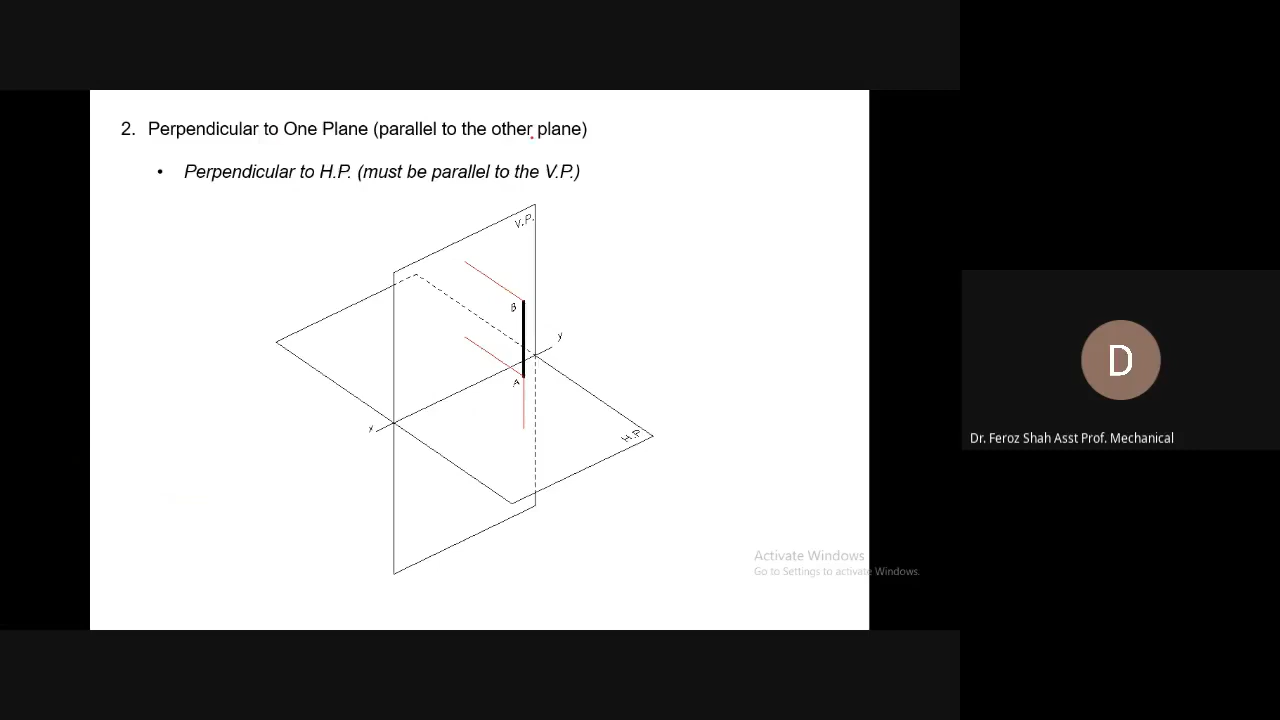 2. Perpendicular to One Plane (parallel to the other plane)
• Perpendicular to H.P. (must be parallel to the V.P.)
V.P.
B
y
A
x
H.P.
D
Dr. Feroz Shah Asst Prof. Mechanical
Activate Windows
Go to Settings to activate Windows.